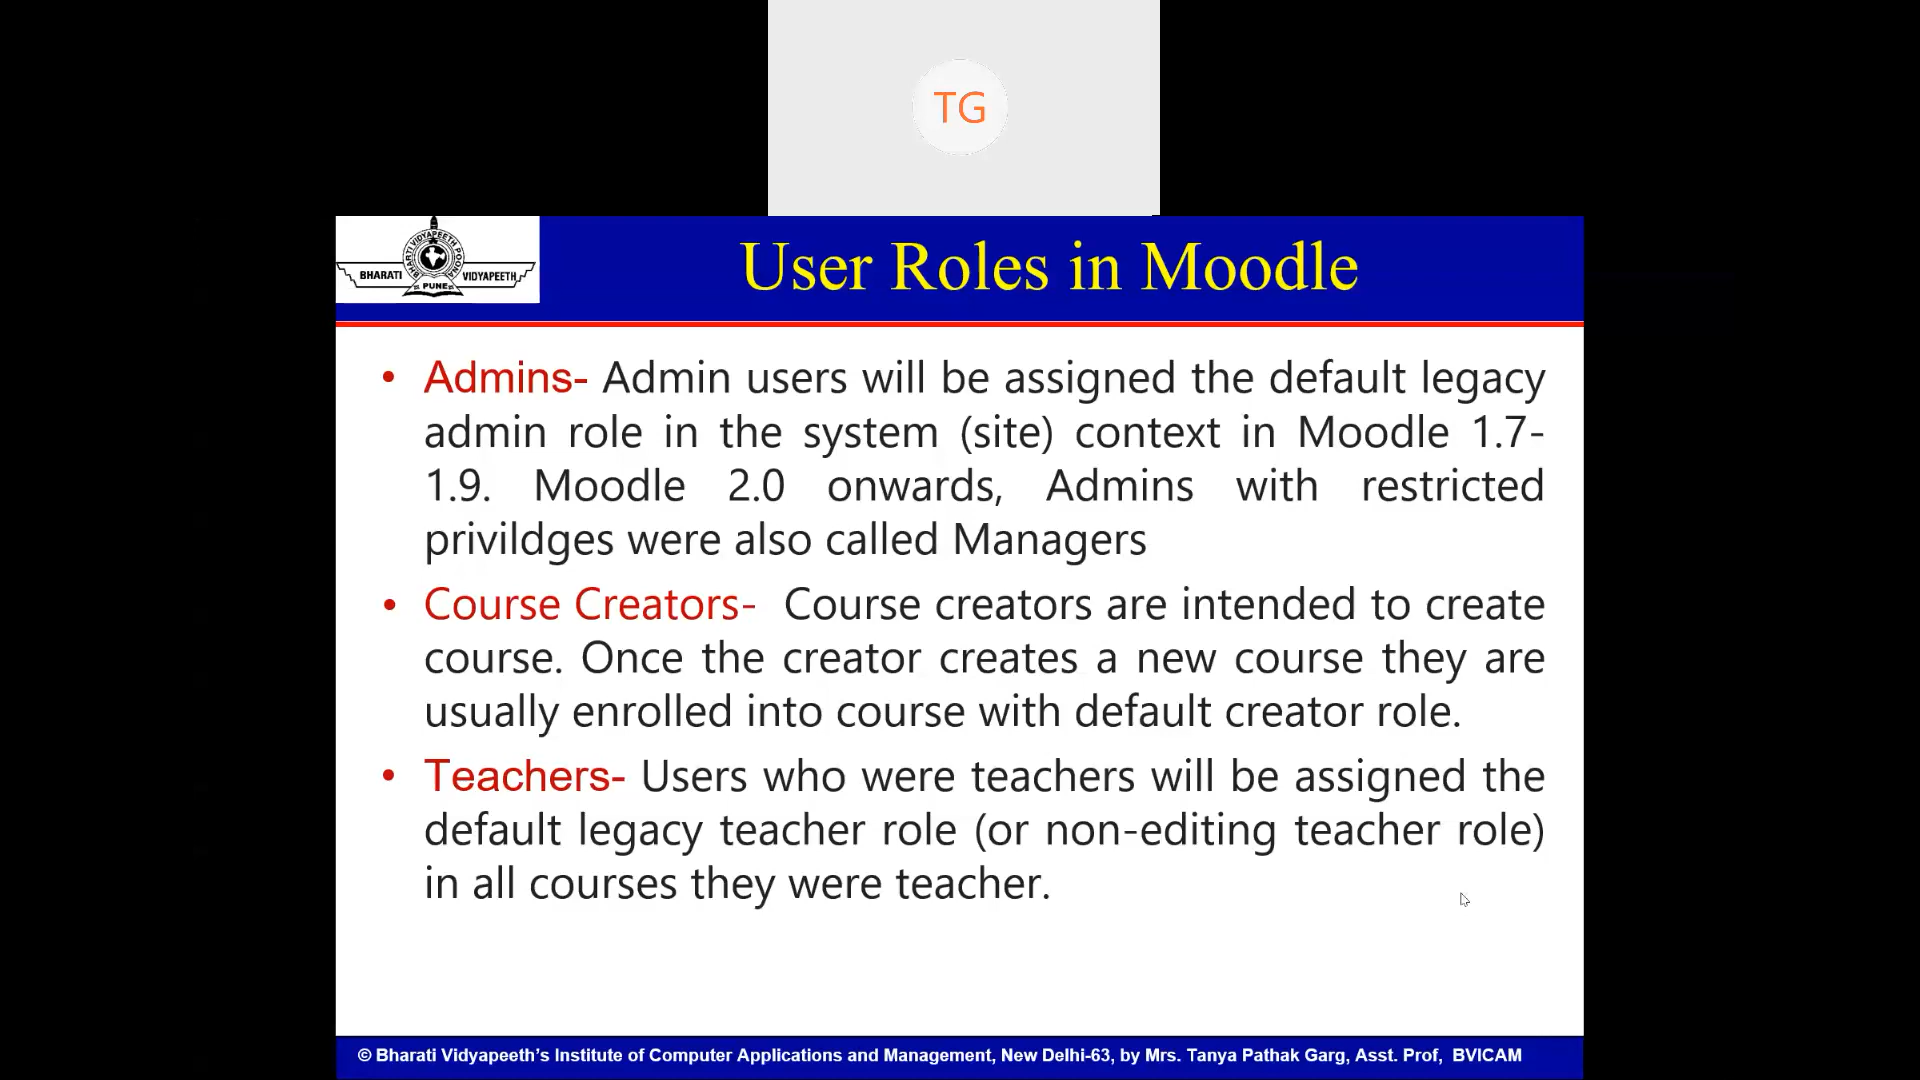 TG
BHARATI VIDYAPEETH POONA
BHARATI VIDYAPEETH
PUNE
User Roles in Moodle
• Admins- Admin users will be assigned the default legacy
admin role in the system (site) context in Moodle 1.7-
1.9. Moodle 2.0 onwards, Admins with restricted
privildges were also called Managers
• Course Creators- Course creators are intended to create
course. Once the creator creates a new course they are
usually enrolled into course with default creator role.
• Teachers- Users who were teachers will be assigned the
default legacy teacher role (or non-editing teacher role)
in all courses they were teacher.
© Bharati Vidyapeeth's Institute of Computer Applications and Management, New Delhi-63, by Mrs. Tanya Pathak Garg, Asst. Prof, BVICAM